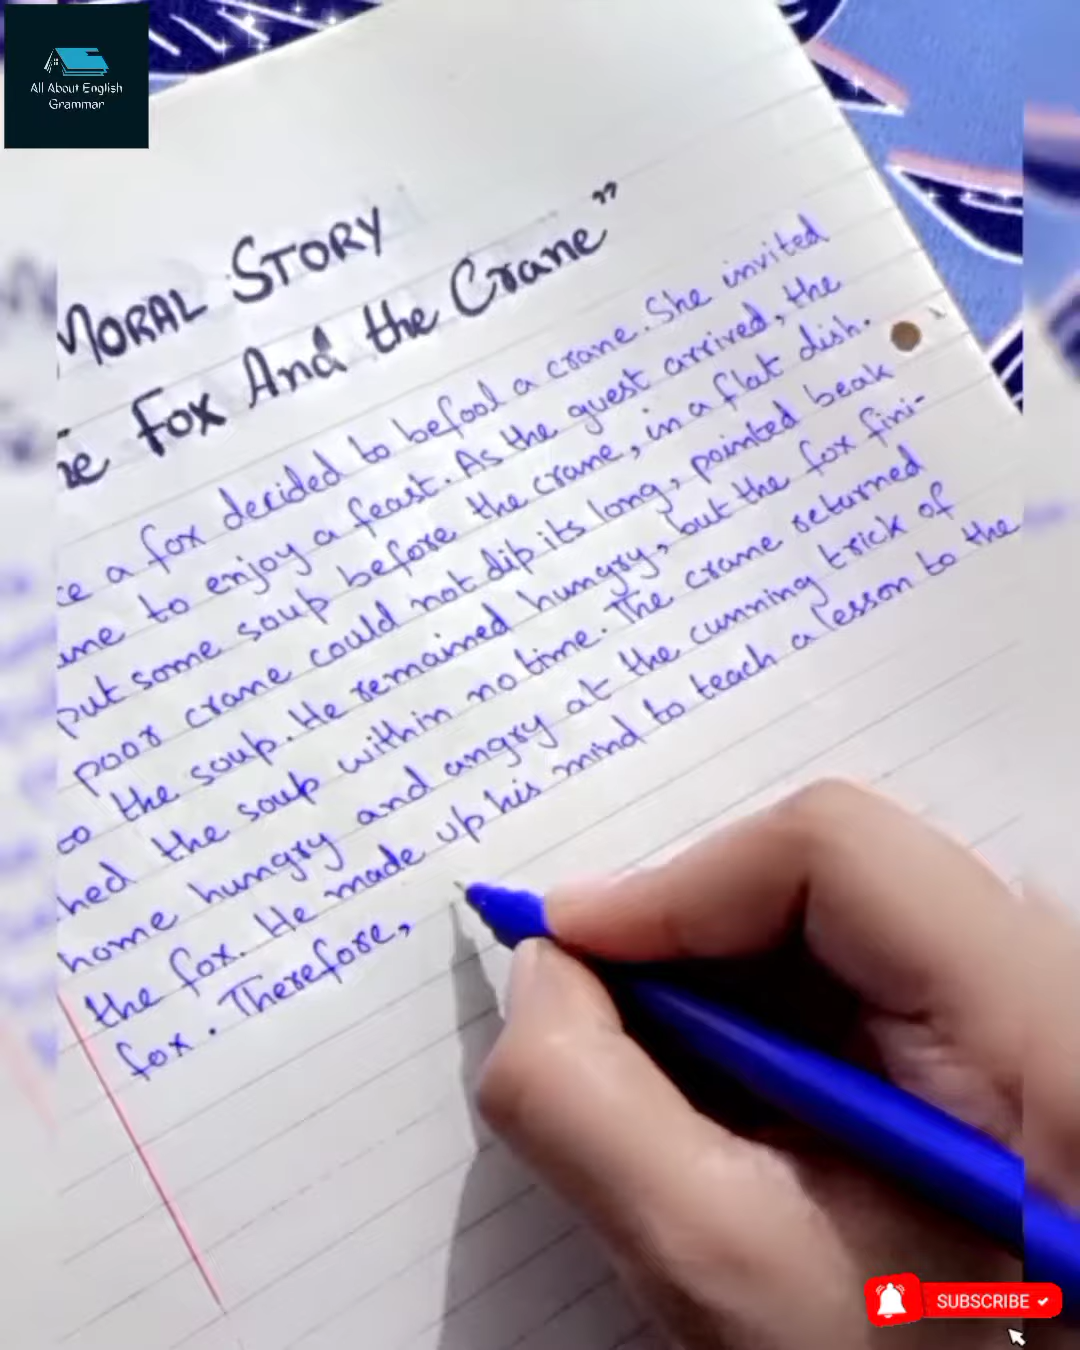 All About English
Grammar
MORAL STORY
Fox And the Crane"
a fox decided to befool a crane. She invited
to enjoy a feast. As the guest arrived, the
put some soup before the crane, in a flat dish.
poor crane could not dip its long, pointed beak
the soup. He remained hungry, but the fox fini-
hed the soup within no time. The crane returned
home hungry and angry at the cunning trick of
the fox. He made up his mind to teach a lesson to the
fox. Therefore,
SUBSCRIBE